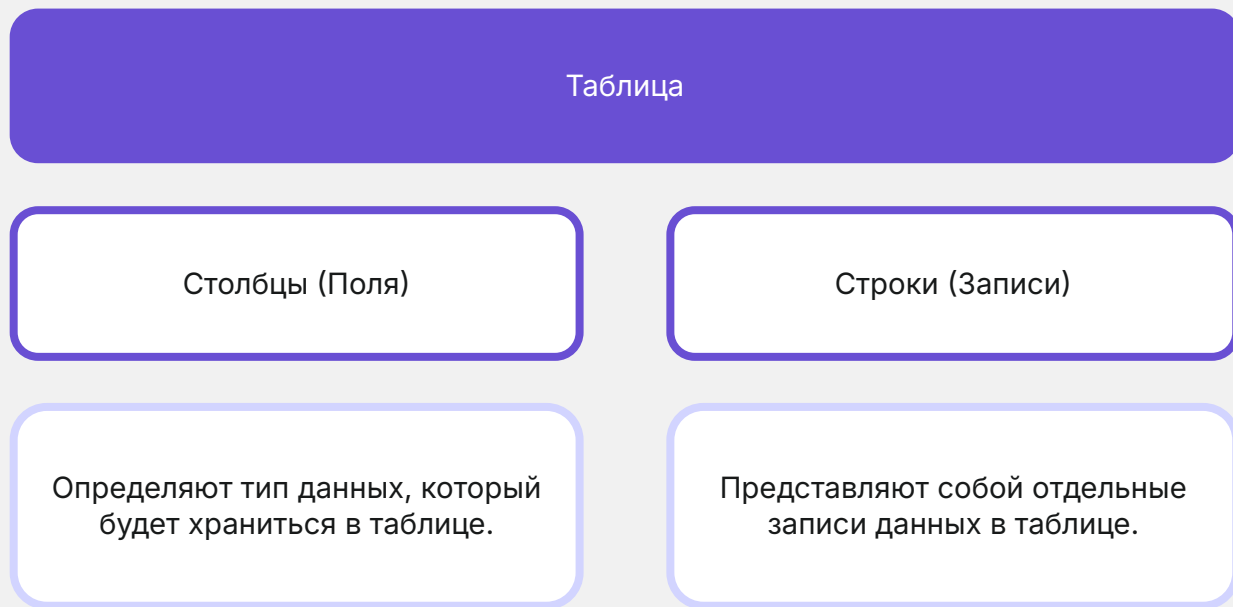 Таблица
Столбцы (Поля)
Строки (Записи)
Определяют тип данных, который
будет храниться в таблице.
Представляют собой отдельные
записи данных в таблице.